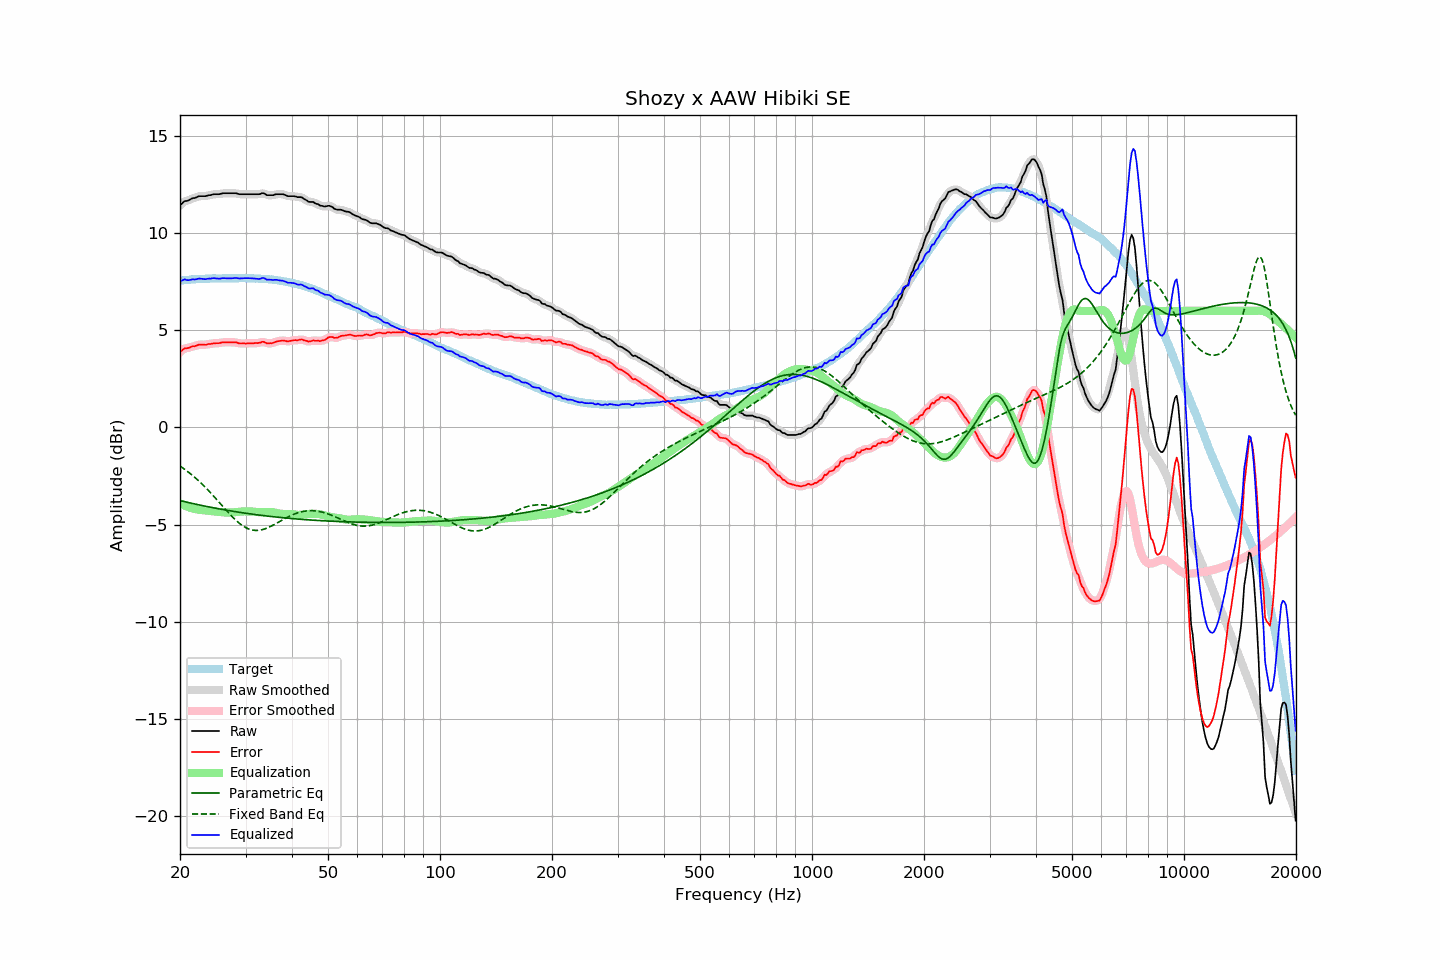 Shozy x AAW Hibiki SE
15
10
5
0
−5
−10
−15
−20
Amplitude (dBr)
Target
Raw Smoothed
Error Smoothed
Raw
Error
Equalization
Parametric Eq
Fixed Band Eq
Equalized
20 50 100 200 500 1000 2000 5000 10000 20000
Frequency (Hz)